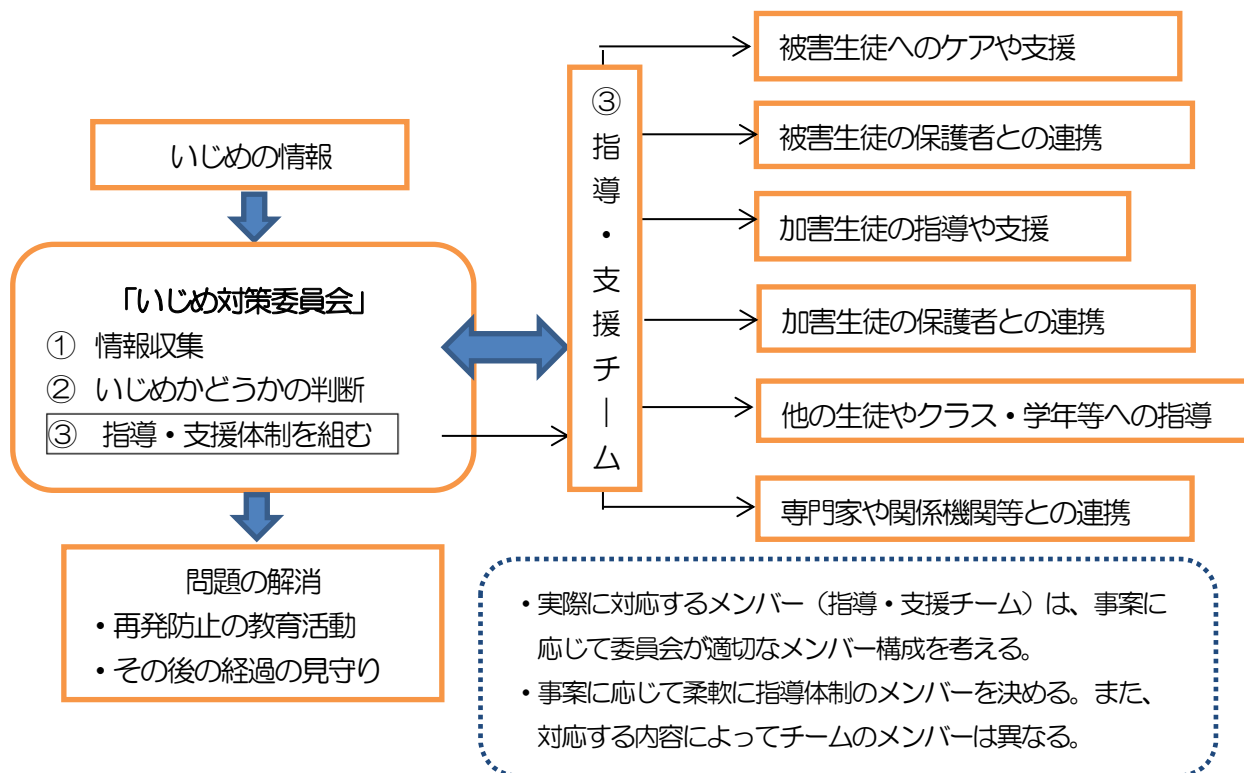 いじめの情報
「いじめ対策委員会」
① 情報収集
② いじめかどうかの判断
③ 指導・支援体制を組む
問題の解消
・再発防止の教育活動
・その後の経過の見守り
③指導・支援チーム
被害生徒へのケアや支援
被害生徒の保護者との連携
加害生徒の指導や支援
加害生徒の保護者との連携
他の生徒やクラス・学年等への指導
専門家や関係機関等との連携
・実際に対応するメンバー（指導・支援チーム）は、事案に
応じて委員会が適切なメンバー構成を考える。
・事案に応じて柔軟に指導体制のメンバーを決める。また、
対応する内容によってチームのメンバーは異なる。